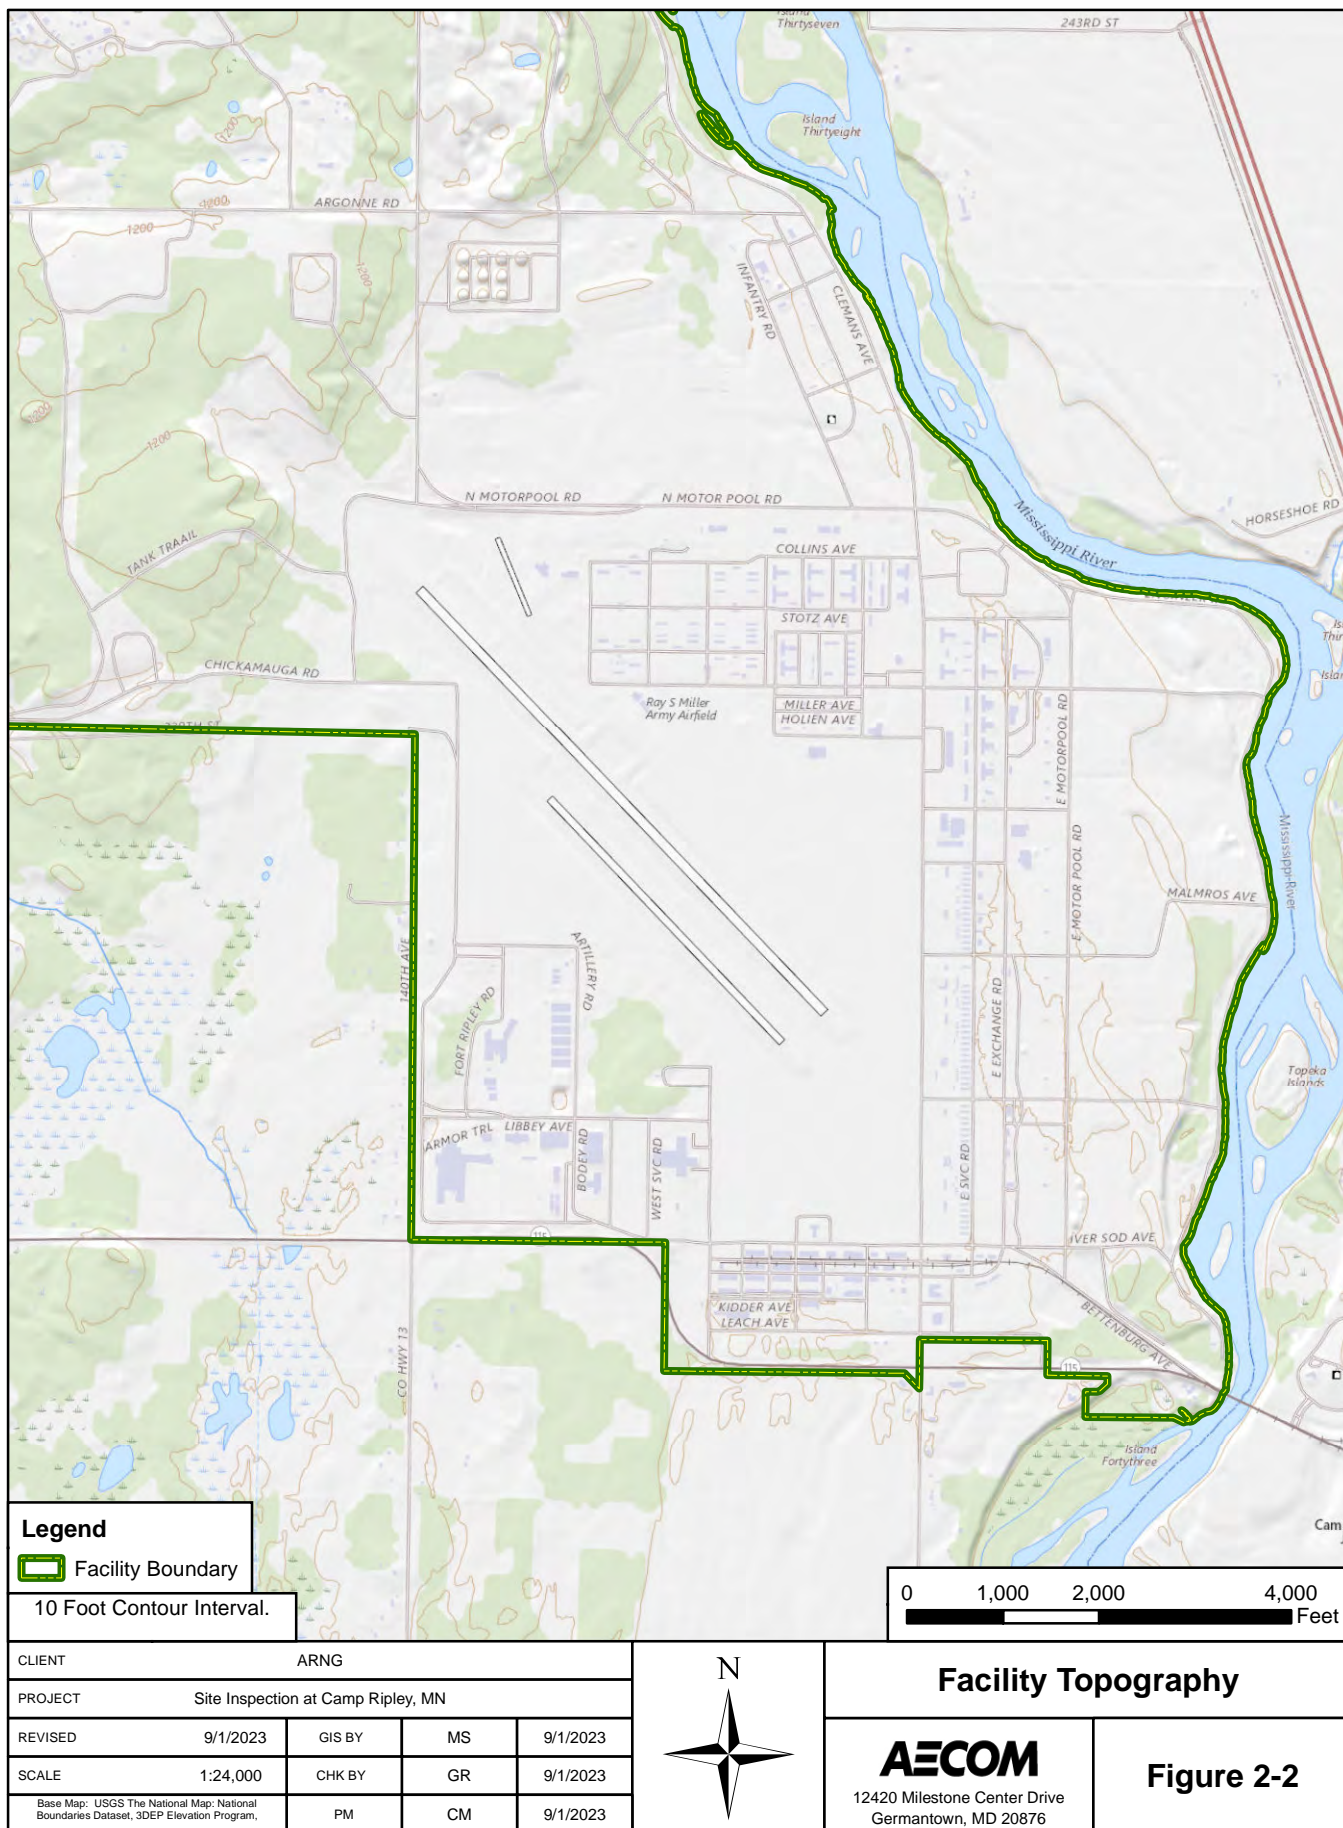 Island
Thirtyseven
243RD ST
Island
Thirtyeight
1200
1200
ARGONNE RD
1200
1200
INFANTRY RD
CLEMANS AVE
1200
1200
N MOTORPOOL RD
N MOTOR POOL RD
HORSESHOE RD
Mississippi River
TANK TRAAIL
COLLINS AVE
STOTZ AVE
CHICKAMAUGA RD
Ray S Miller
Army Airfield
MILLER AVE
HOLIEN AVE
E MOTORPOOL RD
Mississippi River
E MOTOR POOL RD
MALMROS AVE
140TH AVE
ARTILLERY RD
FORT RIPLEY RD
E EXCHANGE RD
Topeka
Islands
ARMOR TRL
LIBBEY AVE
BODEY RD
WEST SVC RD
E SVC RD
115
IVER SOD AVE
KIDDER AVE
LEACH AVE
BETTENBURG AVE
CO HWY 13
115
Island
Fortythree
Cam
Legend
Facility Boundary
10 Foot Contour Interval.
0 1,000 2,000 4,000
Feet
CLIENT ARNG
PROJECT Site Inspection at Camp Ripley, MN
REVISED 9/1/2023 GIS BY MS 9/1/2023
SCALE 1:24,000 CHK BY GR 9/1/2023
Base Map: USGS The National Map: National
Boundaries Dataset, 3DEP Elevation Program,
PM CM 9/1/2023
N
Facility Topography
AECOM
12420 Milestone Center Drive
Germantown, MD 20876
Figure 2-2